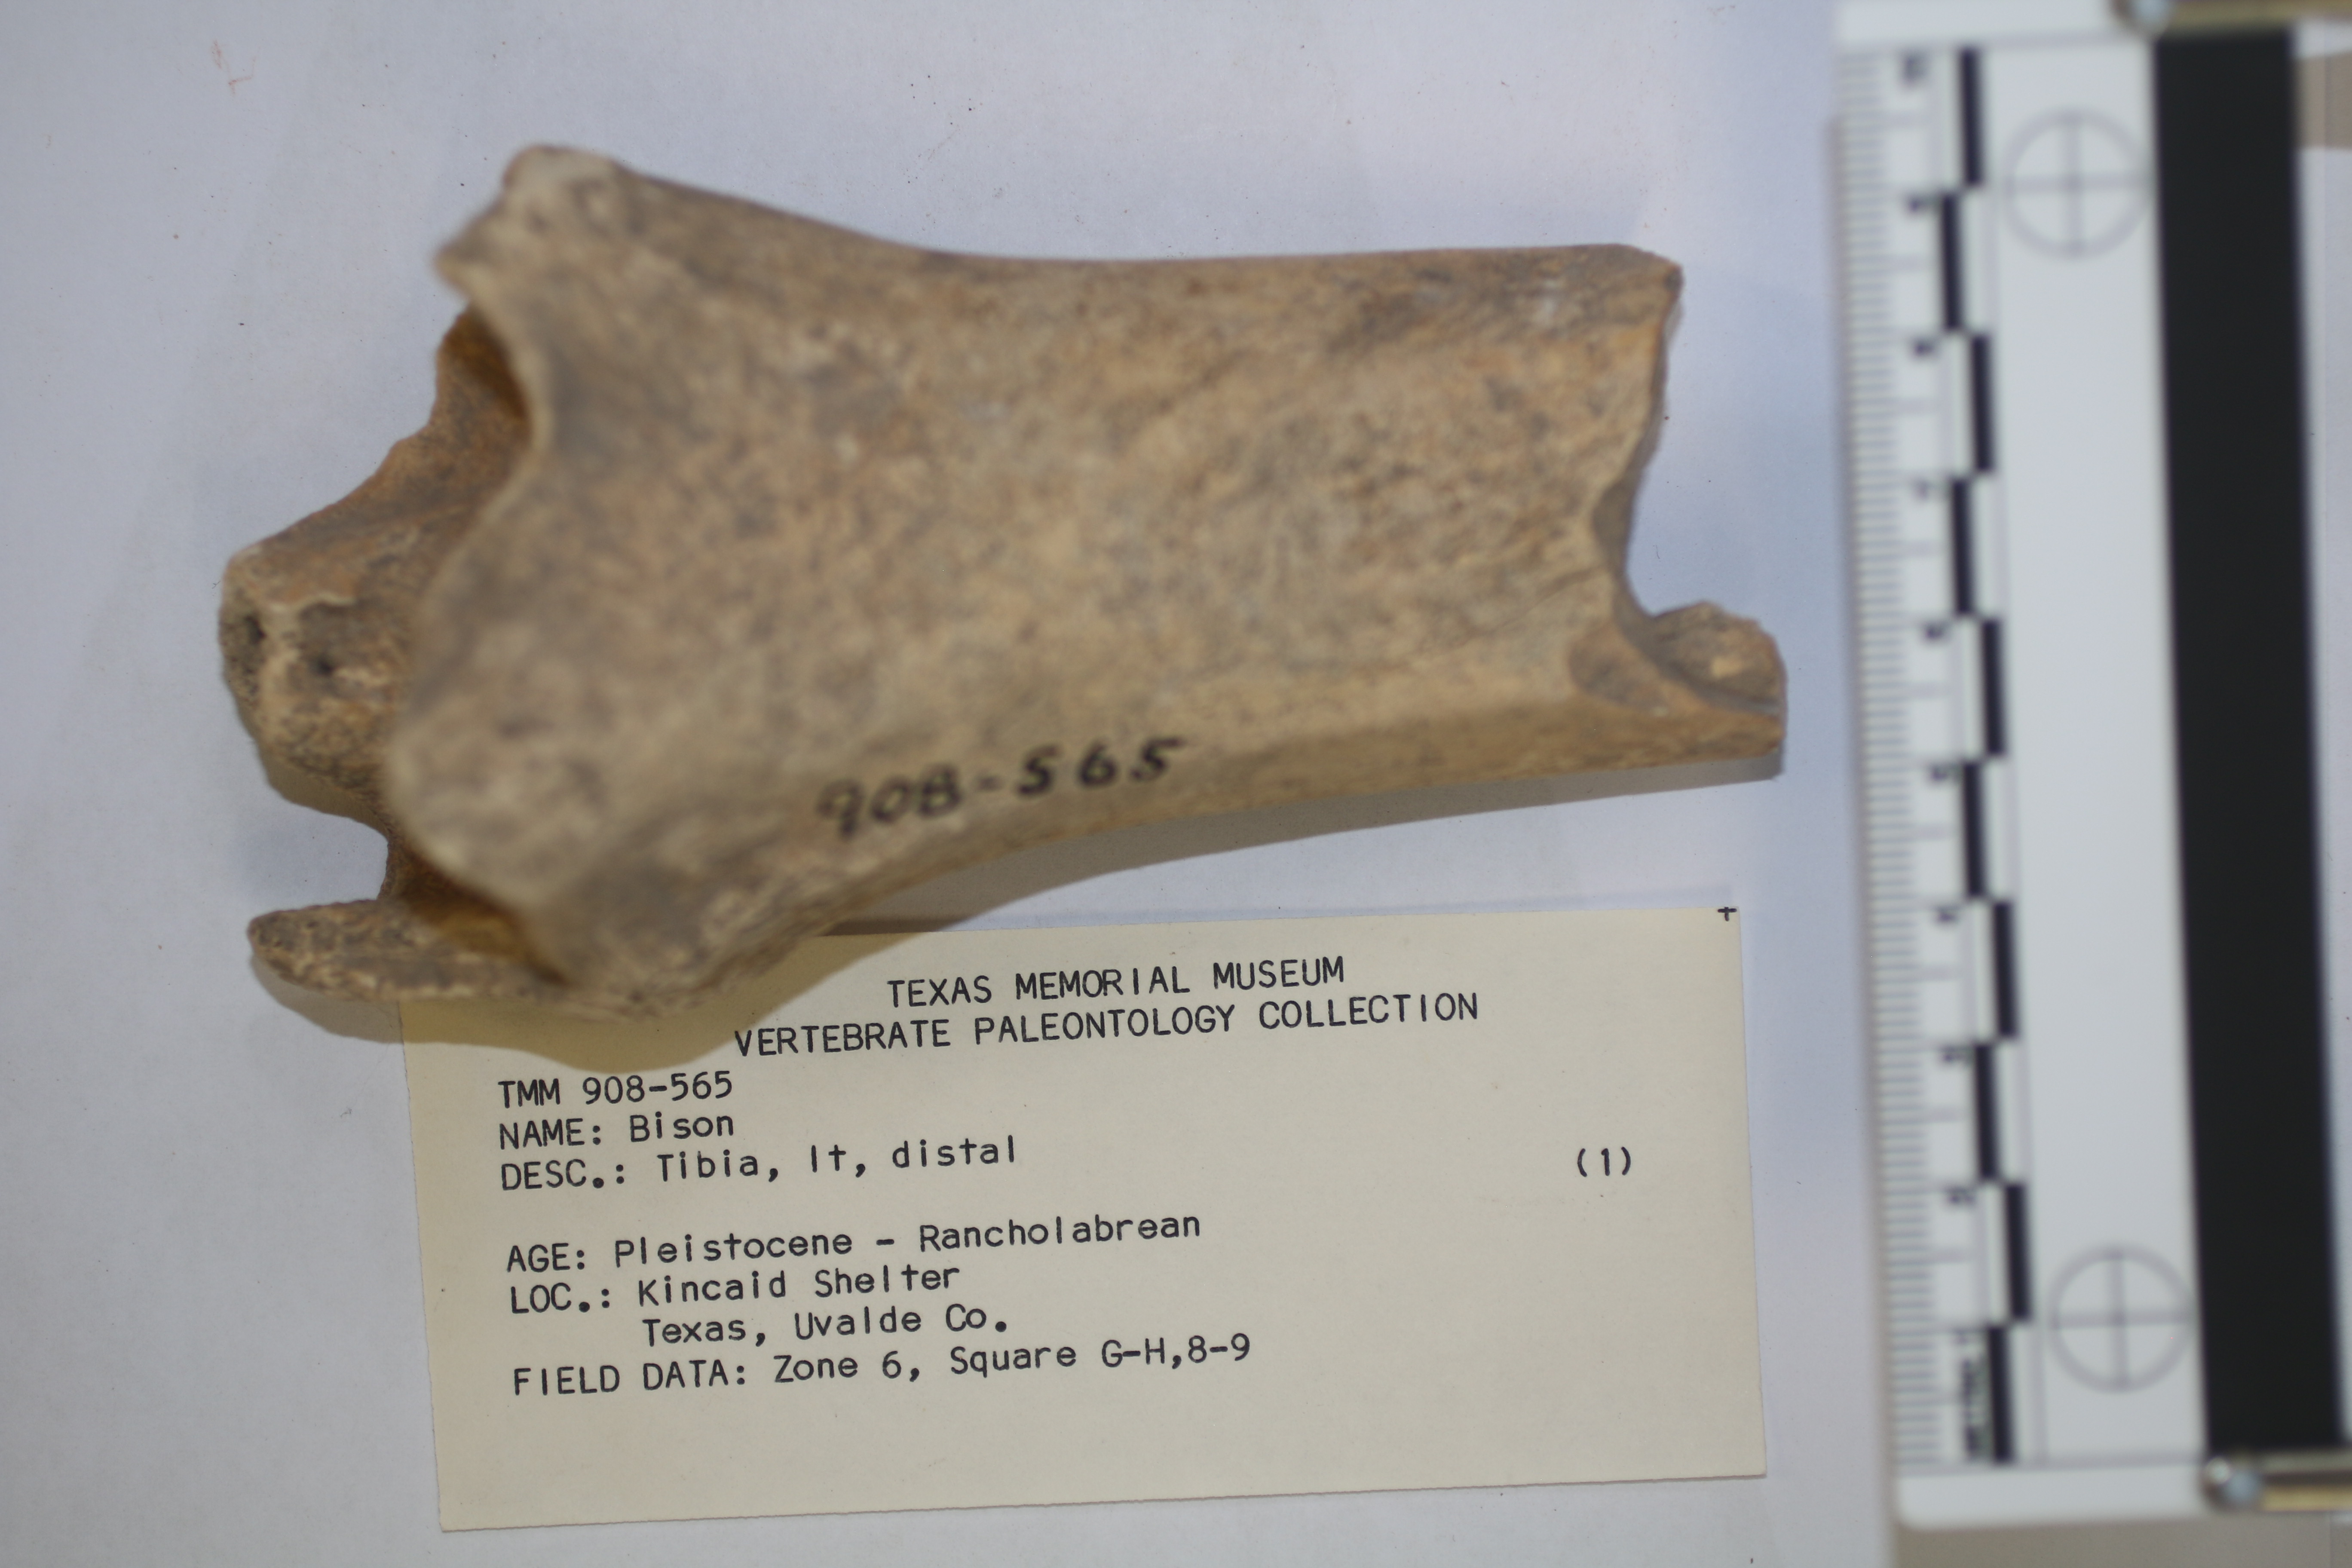 908-565
+
TEXAS MEMORIAL MUSEUM
VERTEBRATE PALEONTOLOGY COLLECTION
TMM 908-565
NAME: Bison
DESC.: Tibia, lt, distal (1)
AGE: Pleistocene - Rancholabrean
LOC.: Kincaid Shelter
Texas, Uvalde Co.
FIELD DATA: Zone 6, Square G-H,8-9